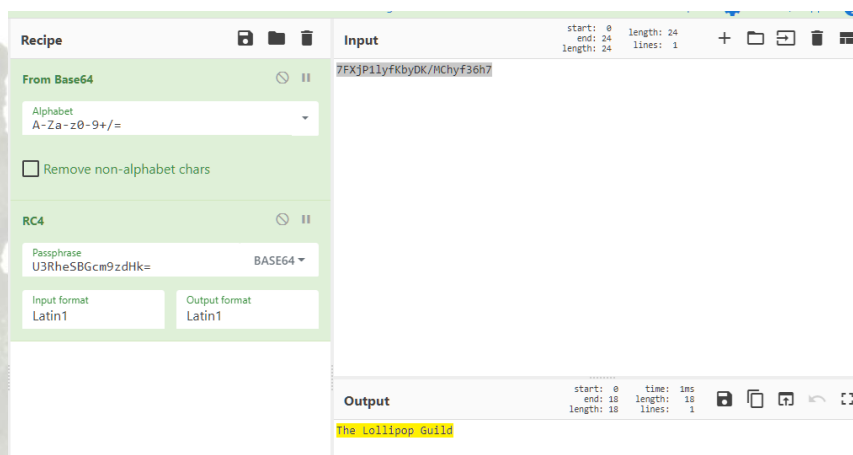 Recipe
From Base64
Alphabet
A-Za-z0-9+/=
Remove non-alphabet chars
RC4
Passphrase
U3RheSBGcm9zdHk=
BASE64
Input format
Latin1
Output format
Latin1
Input
start: 0
end: 24
length: 24
length: 24
lines: 1
7FXjP1lyfKbyDK/MChyf36h7
Output
start: 0
end: 18
length: 18
time: 1ms
length: 18
lines: 1
The Lollipop Guild